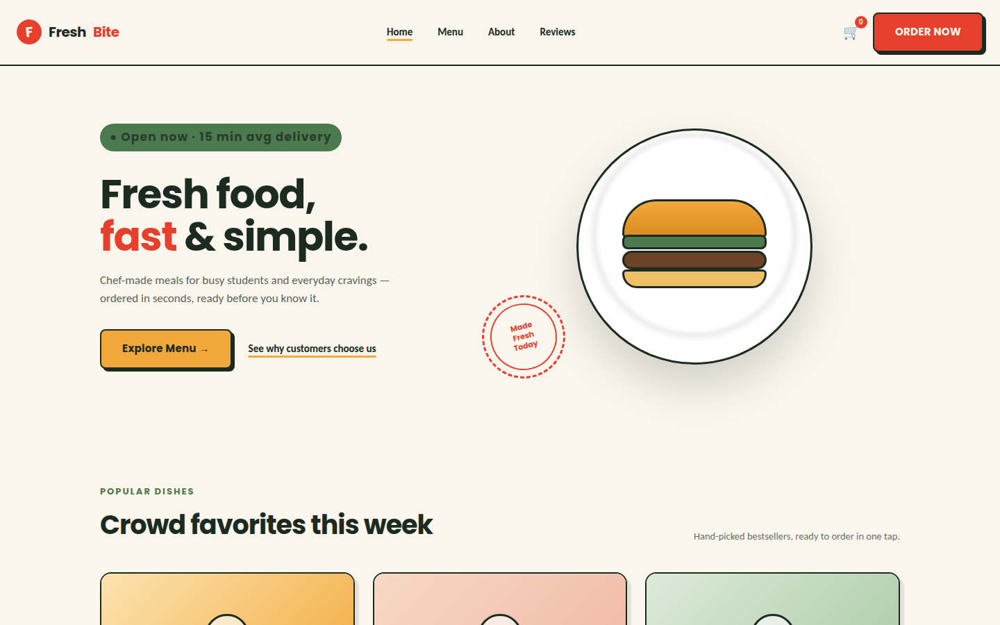 F Fresh Bite
Home Menu About Reviews
0
ORDER NOW
● Open now · 15 min avg delivery
Fresh food,
fast & simple.
Chef-made meals for busy students and everyday cravings —
ordered in seconds, ready before you know it.
Explore Menu →
See why customers choose us
Made
Fresh
Today
POPULAR DISHES
Crowd favorites this week
Hand-picked bestsellers, ready to order in one tap.